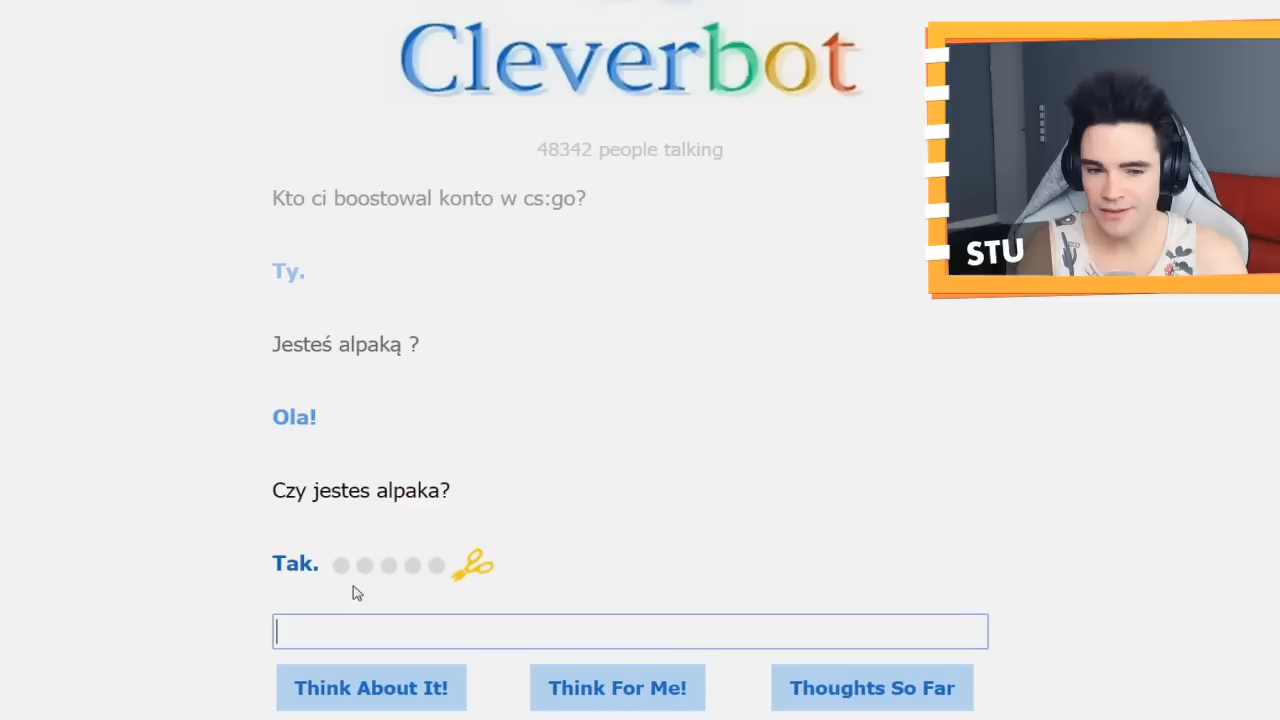 Cleverbot
48342 people talking
Kto ci boostowal konto w cs:go?
Ty.
Jesteś alpaką ?
Ola!
Czy jestes alpaka?
Tak.
Think About It!
Think For Me!
Thoughts So Far
STU